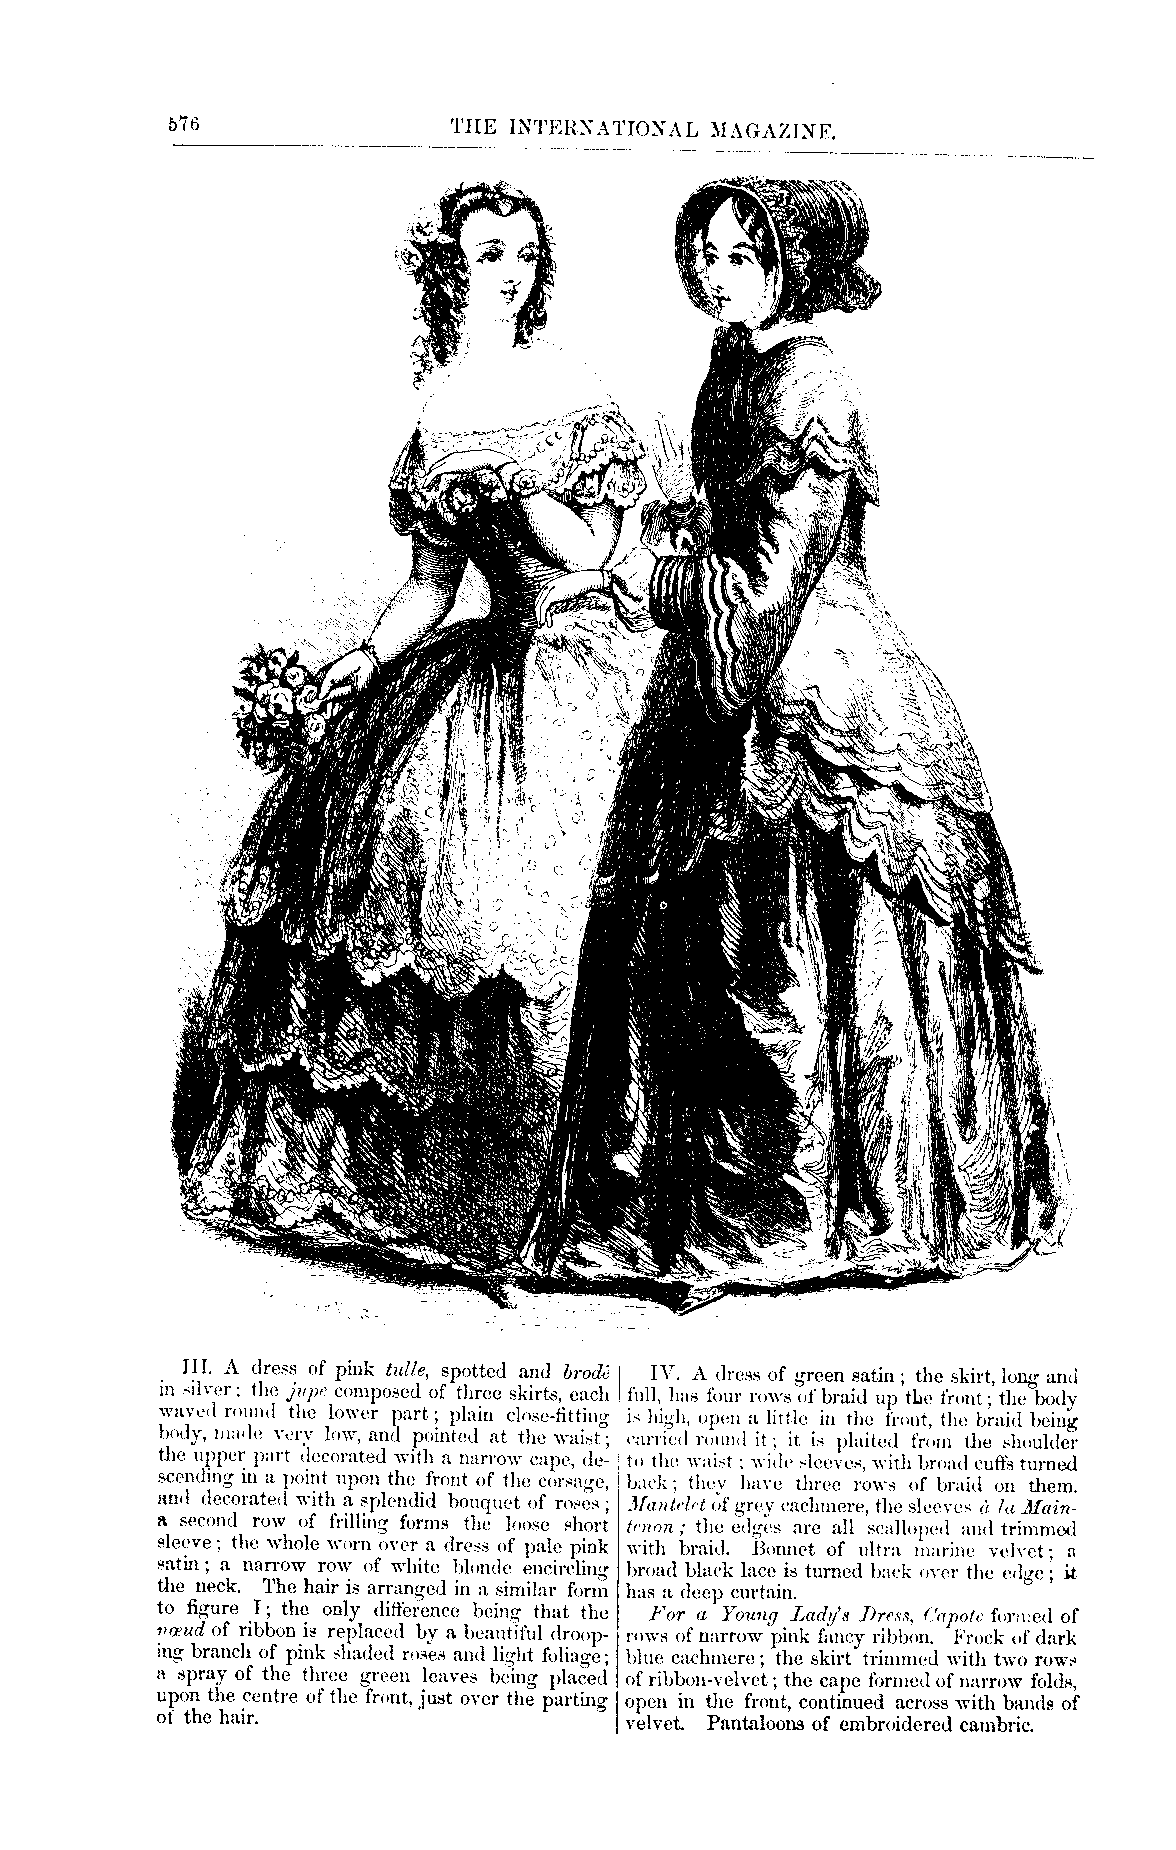 576
THE INTERNATIONAL MAGAZINE.
III. A dress of pink tulle, spotted and brodé
in silver; the jupe composed of three skirts, each
waved round the lower part; plain close-fitting
body, made very low, and pointed at the waist;
the upper part decorated with a narrow cape, de-
scending in a point upon the front of the corsage,
and decorated with a splendid bouquet of roses;
a second row of frilling forms the loose short
sleeve; the whole worn over a dress of pale pink
satin; a narrow row of white blonde encircling
the neck. The hair is arranged in a similar form
to figure I; the only difference being that the
nœud of ribbon is replaced by a beautiful droop-
ing branch of pink shaded roses and light foliage;
a spray of the three green leaves being placed
upon the centre of the front, just over the parting
of the hair.
IV. A dress of green satin; the skirt, long and
full, has four rows of braid up the front; the body
is high, open a little in the front, the braid being
carried round it; it is plaited from the shoulder
to the waist; wide sleeves, with broad cuffs turned
back; they have three rows of braid on them.
Mantelet of grey cachmere, the sleeves à la Main-
tenon; the edges are all scalloped and trimmed
with braid. Bonnet of ultra marine velvet; a
broad black lace is turned back over the edge; it
has a deep curtain.
For a Young Lady's Dress, Capote formed of
rows of narrow pink fancy ribbon. Frock of dark
blue cachmere; the skirt trimmed with two rows
of ribbon-velvet; the cape formed of narrow folds,
open in the front, continued across with bands of
velvet. Pantaloons of embroidered cambric.